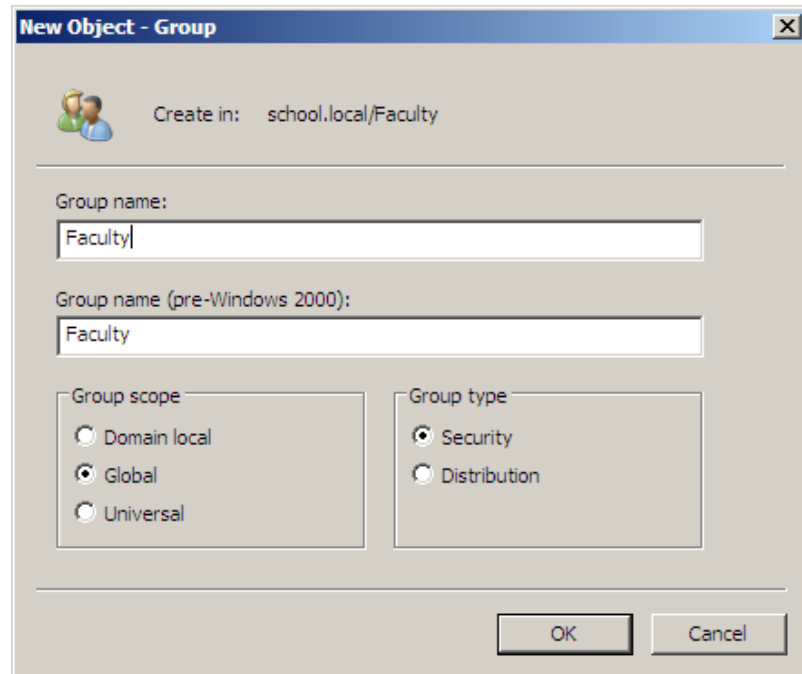 New Object - Group
Create in: school.local/Faculty
Group name:
Faculty
Group name (pre-Windows 2000):
Faculty
Group scope
Domain local
Global
Universal
Group type
Security
Distribution
OK Cancel